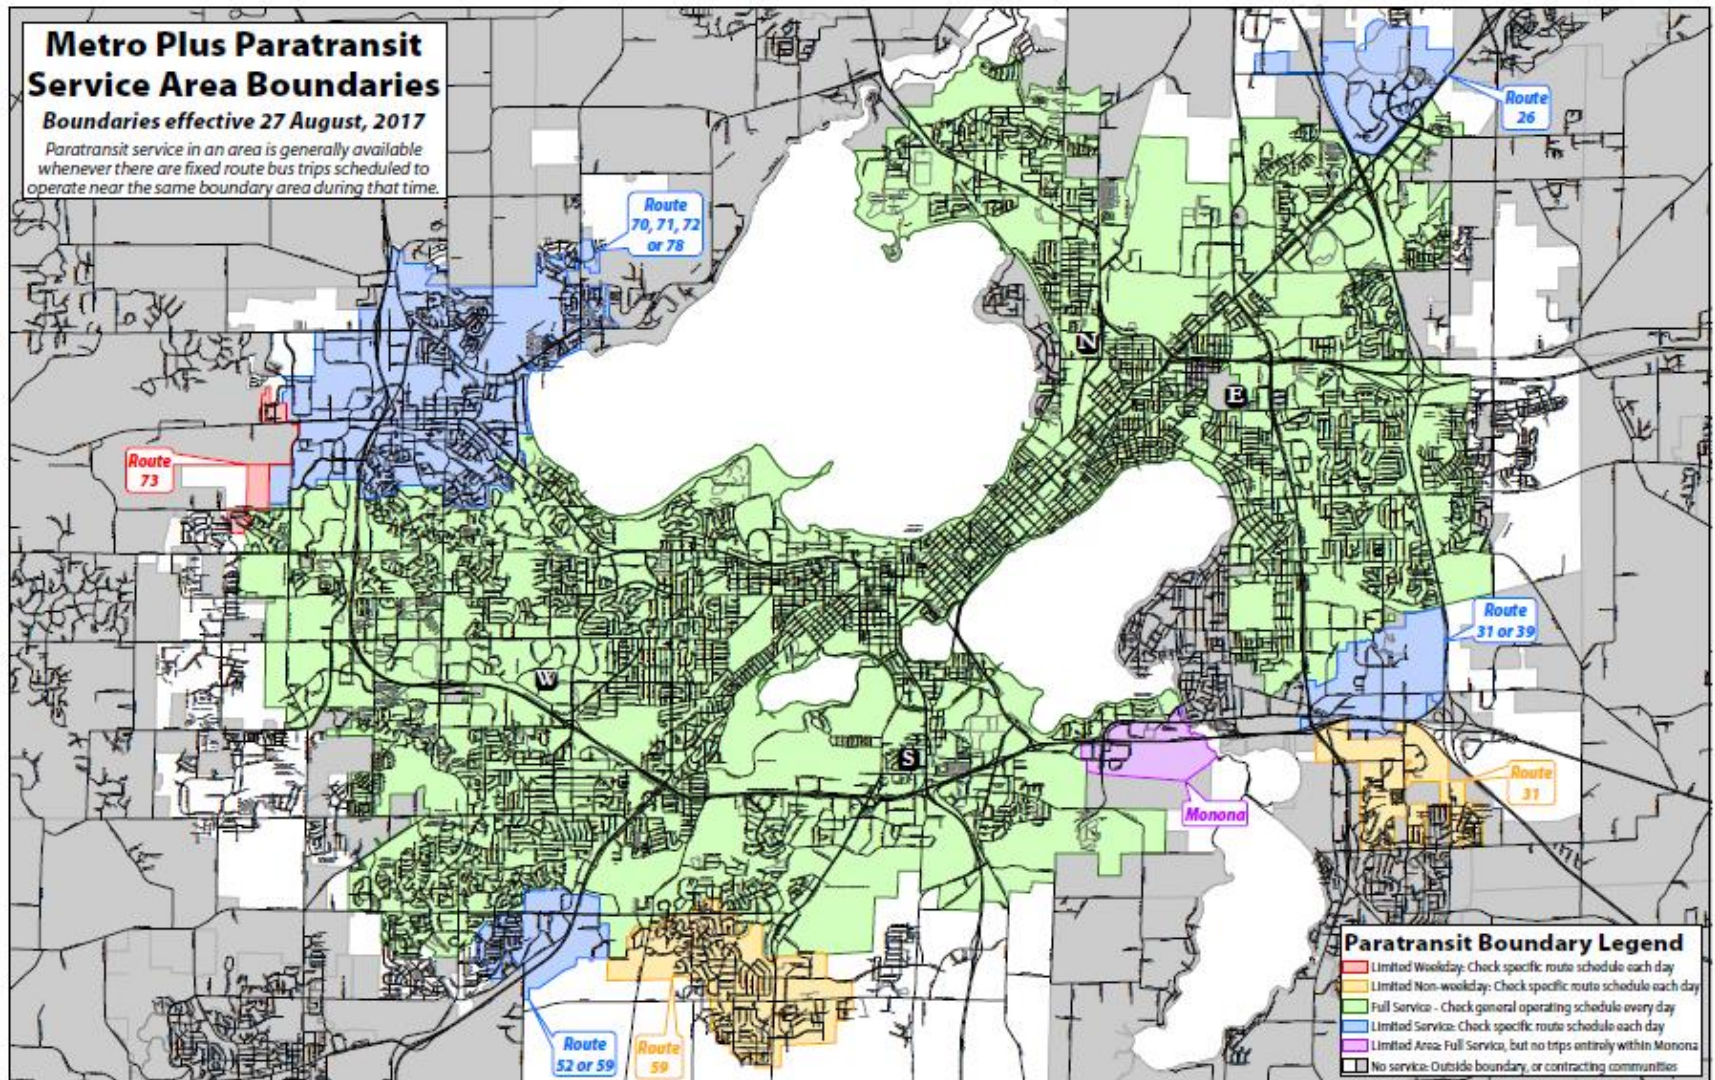 Metro Plus Paratransit
Service Area Boundaries
Boundaries effective 27 August, 2017
Paratransit service in an area is generally available
whenever there are fixed route bus trips scheduled to
operate near the same boundary area during that time.
Route
26
Route
70, 71, 72
or 78
N
E
Route
73
Route
31 or 39
W
S
Route
31
Monona
Route
52 or 59
Route
59
Paratransit Boundary Legend
Limited Weekday: Check specific route schedule each day
Limited Non-weekday: Check specific route schedule each day
Full Service - Check general operating schedule every day
Limited Service: Check specific route schedule each day
Limited Area: Full Service, but no trips entirely within Monona
No service: Outside boundary, or contracting communities